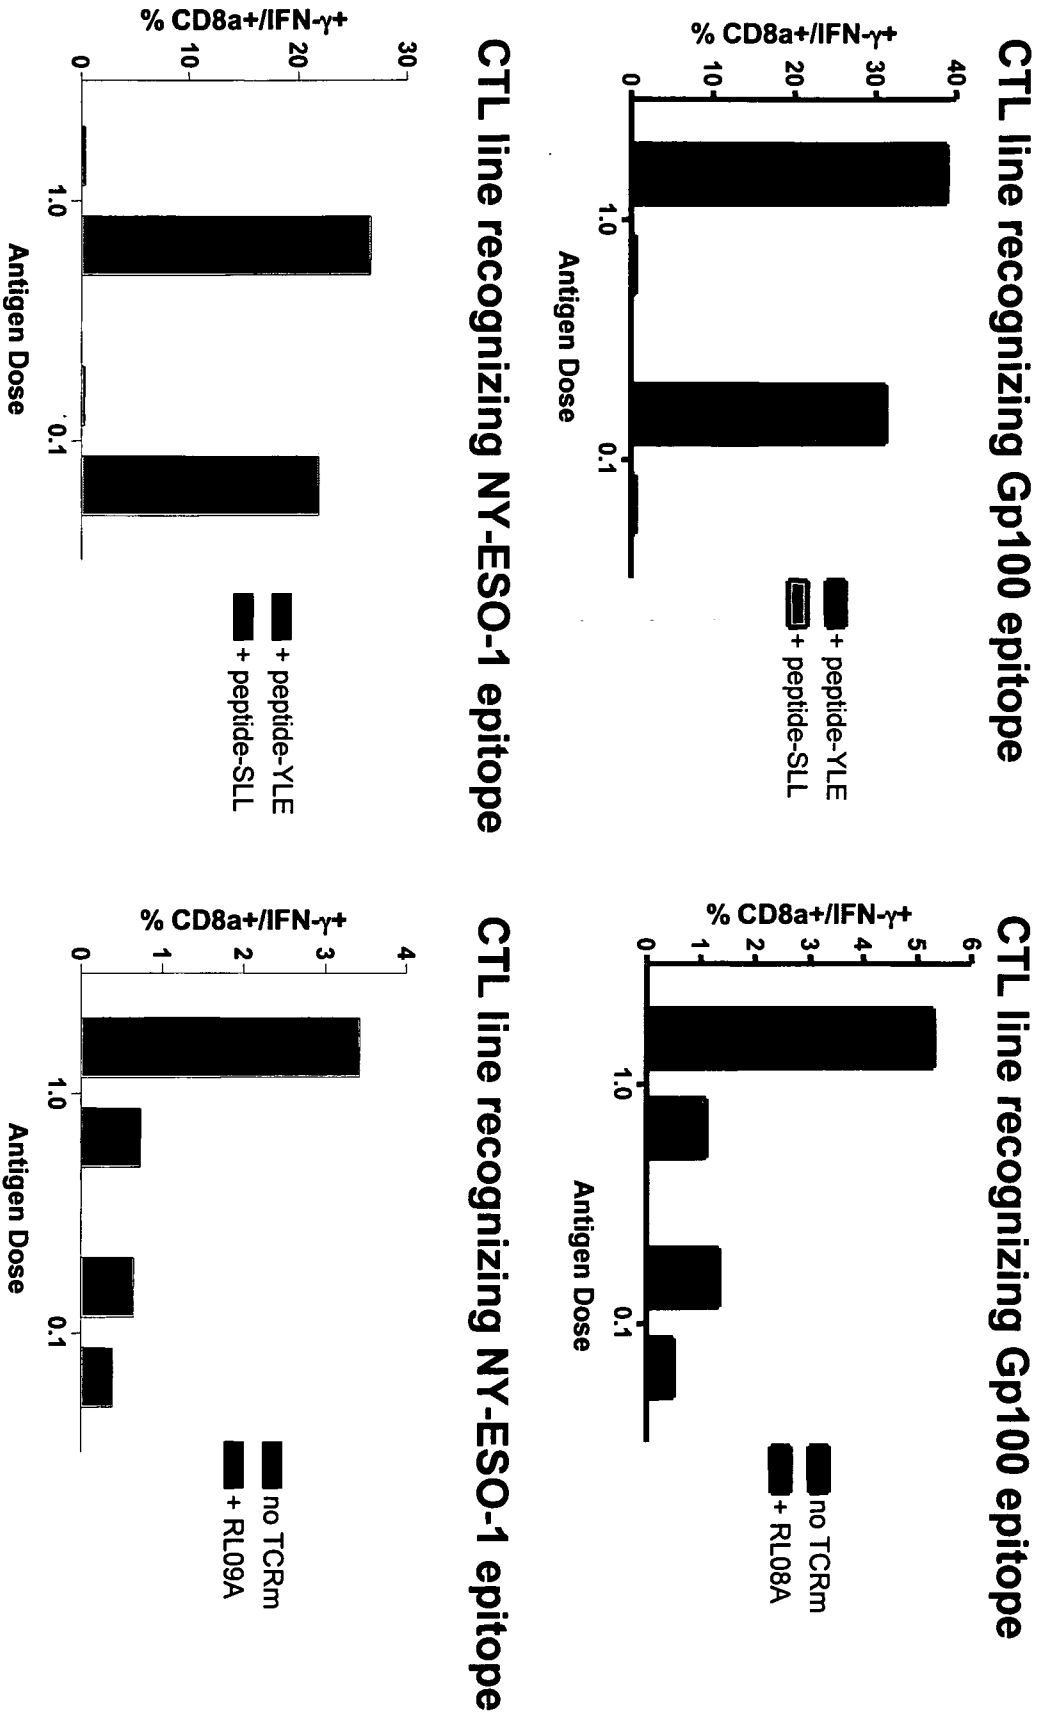 CTL line recognizing Gp100 epitope
% CD8a+/IFN-γ+
40
30
20
10
0
1.0
0.1
Antigen Dose
+ peptide-YLE
+ peptide-SLL
CTL line recognizing Gp100 epitope
% CD8a+/IFN-γ+
6
5
4
3
2
1
0
1.0
0.1
Antigen Dose
no TCRm
+ RL08A
CTL line recognizing NY-ESO-1 epitope
% CD8a+/IFN-γ+
30
20
10
0
1.0
0.1
Antigen Dose
+ peptide-YLE
+ peptide-SLL
CTL line recognizing NY-ESO-1 epitope
% CD8a+/IFN-γ+
4
3
2
1
0
1.0
0.1
Antigen Dose
no TCRm
+ RL09A